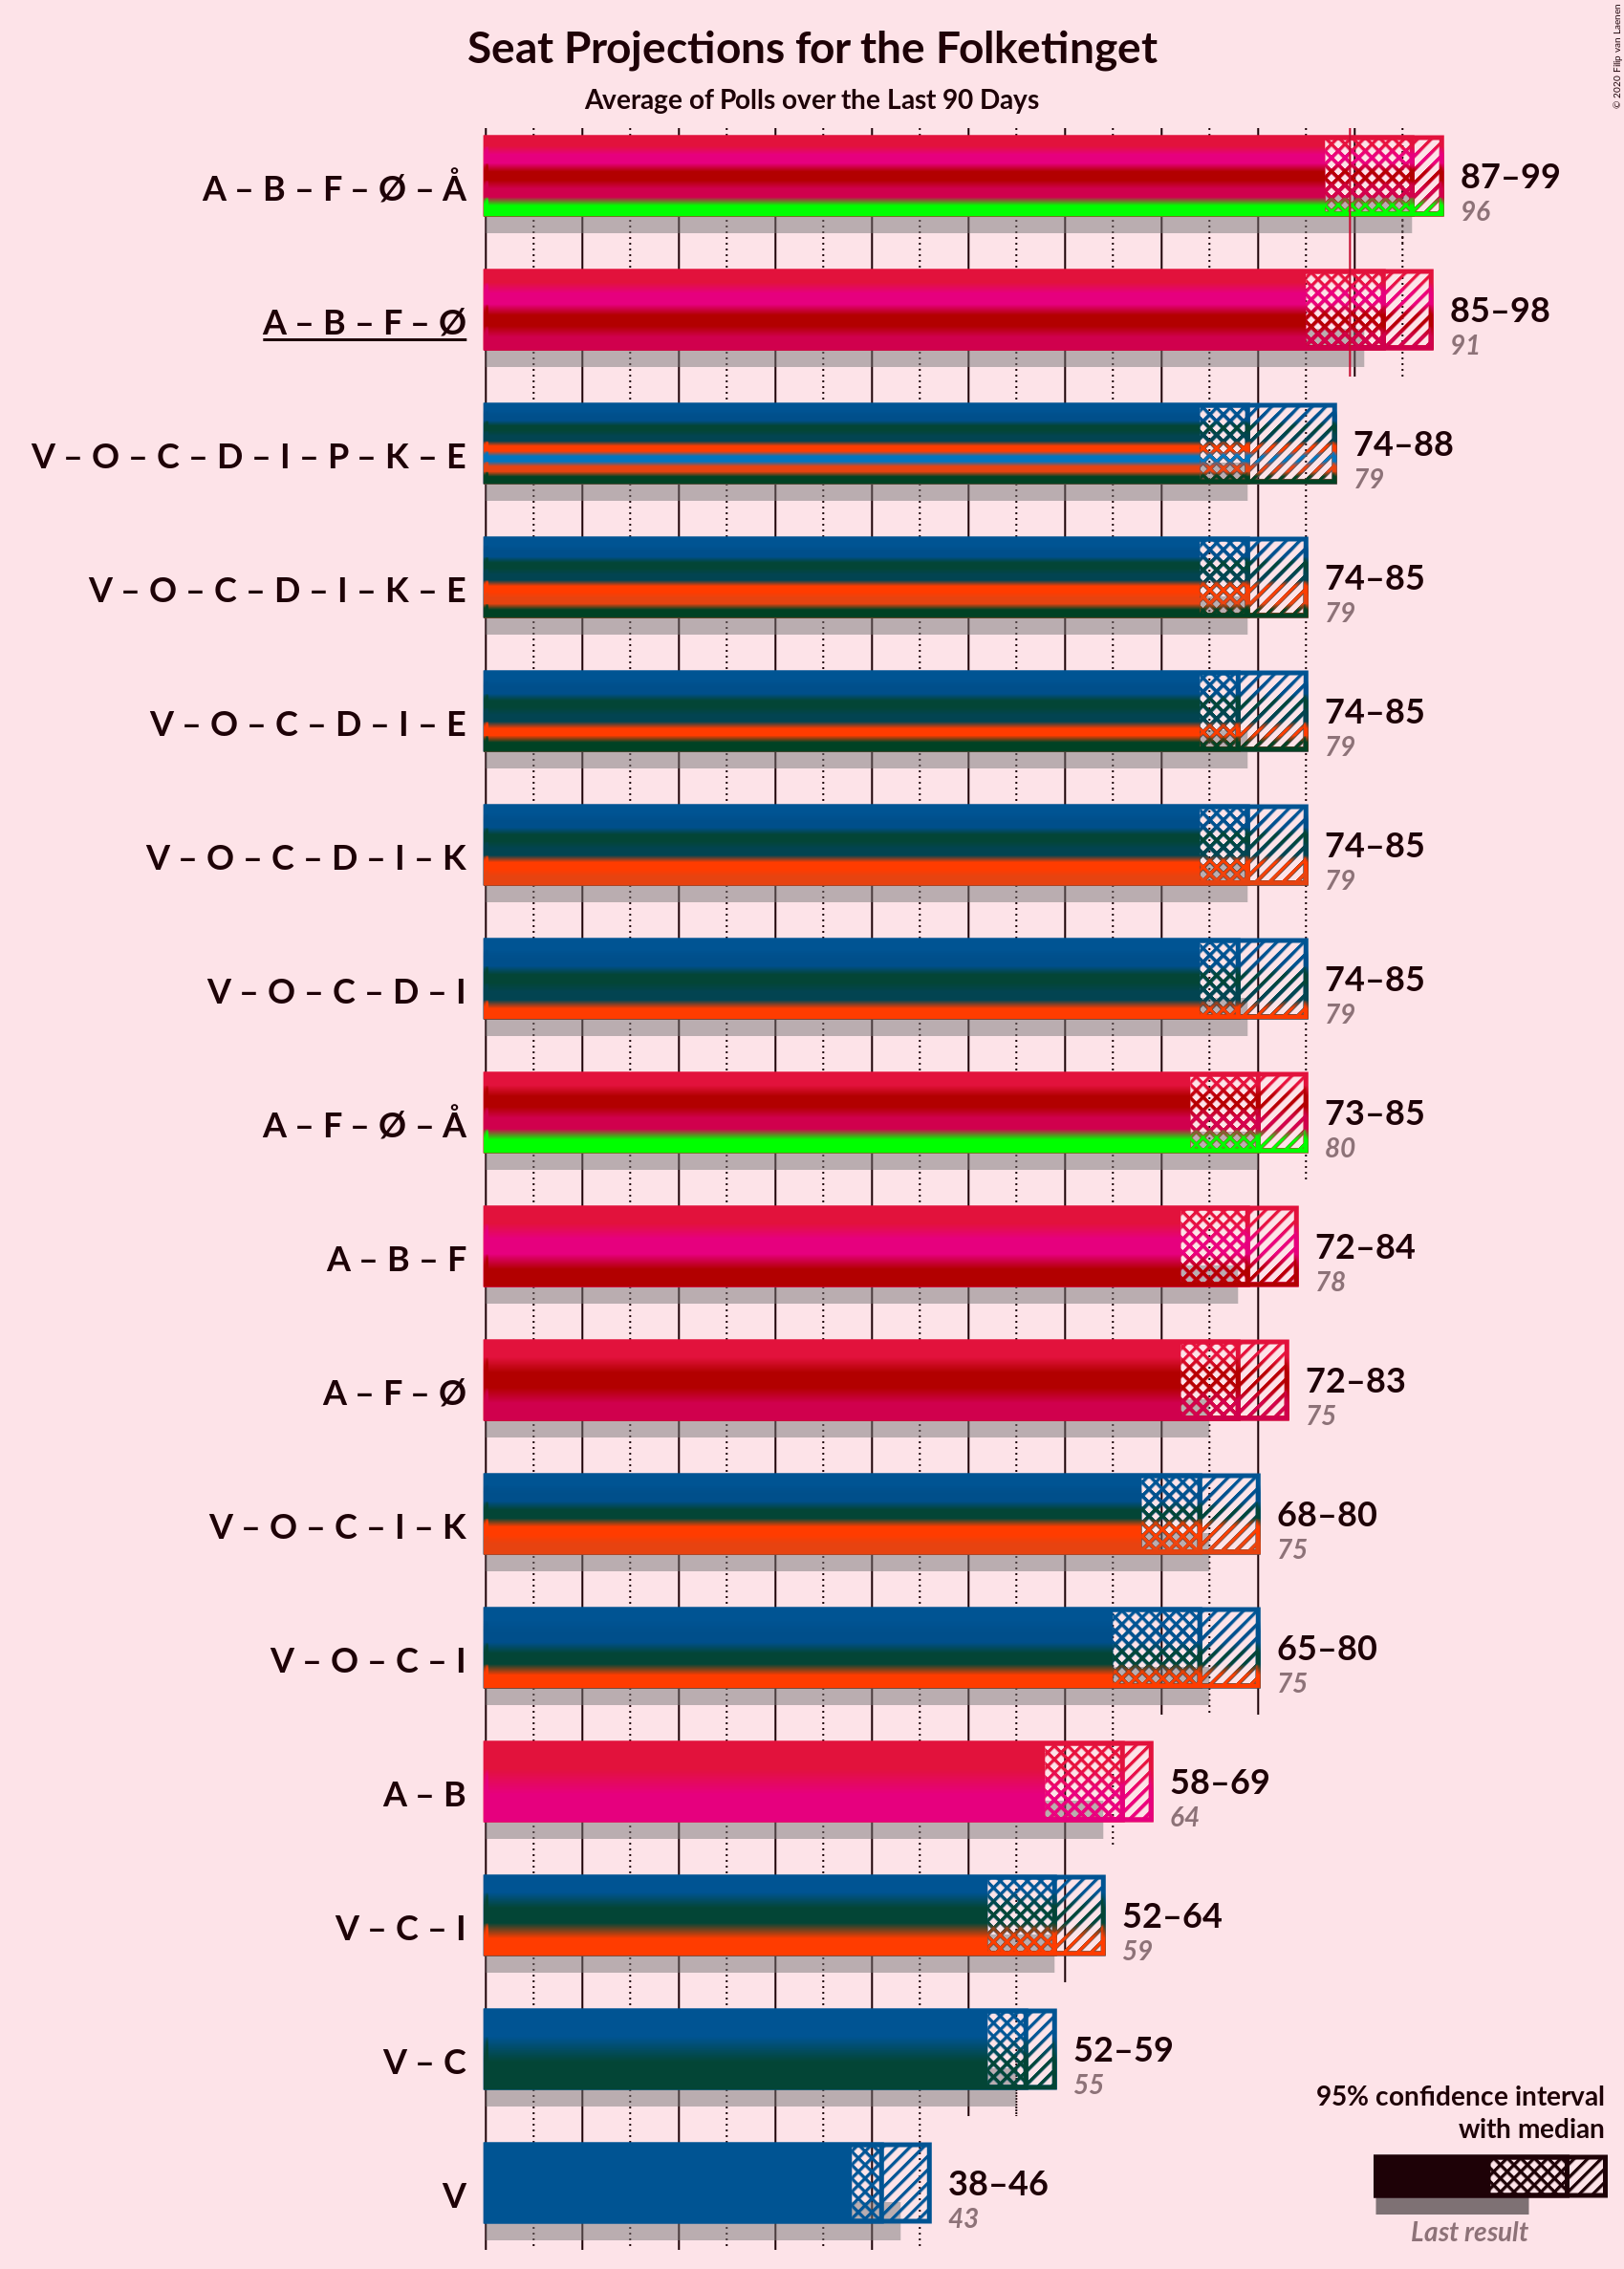 © 2020 Filip van Laenen
Seat Projections for the Folketinget
Average of Polls over the Last 90 Days
A – B – F – Ø – Å
87–99
96
A – B – F – Ø
85–98
91
V – O – C – D – I – P – K – E
74–88
79
V – O – C – D – I – K – E
74–85
79
V – O – C – D – I – E
74–85
79
V – O – C – D – I – K
74–85
79
V – O – C – D – I
74–85
79
A – F – Ø – Å
73–85
80
A – B – F
72–84
78
A – F – Ø
72–83
75
V – O – C – I – K
68–80
75
V – O – C – I
65–80
75
A – B
58–69
64
V – C – I
52–64
59
V – C
52–59
55
V
38–46
43
95% confidence interval
with median
Last result